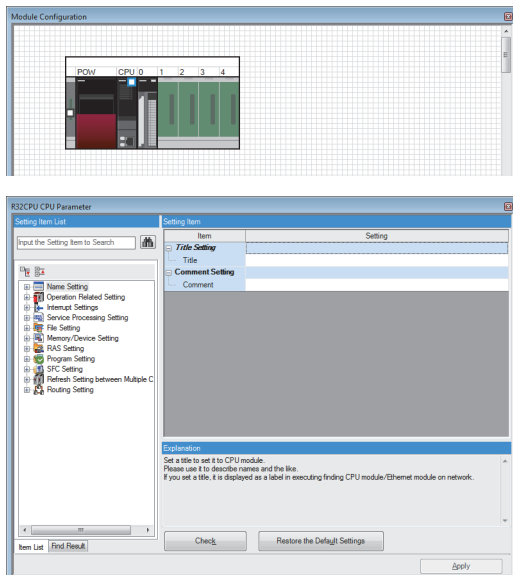 Module Configuration
POW CPU 0 1 2 3 4
R32CPU CPU Parameter
Setting Item List
Input the Setting Item to Search
Name Setting
Operation Related Setting
Interrupt Settings
Service Processing Setting
File Setting
Memory/Device Setting
RAS Setting
Program Setting
SFC Setting
Refresh Setting between Multiple C
Routing Setting
Item List Find Result
Setting Item
Item Setting
Title Setting
Title
Comment Setting
Comment
Explanation
Set a title to set it to CPU module.
Please use it to describe names and the like.
If you set a title, it is displayed as a label in executing finding CPU module/Ethernet module on network.
Check
Restore the Default Settings
Apply